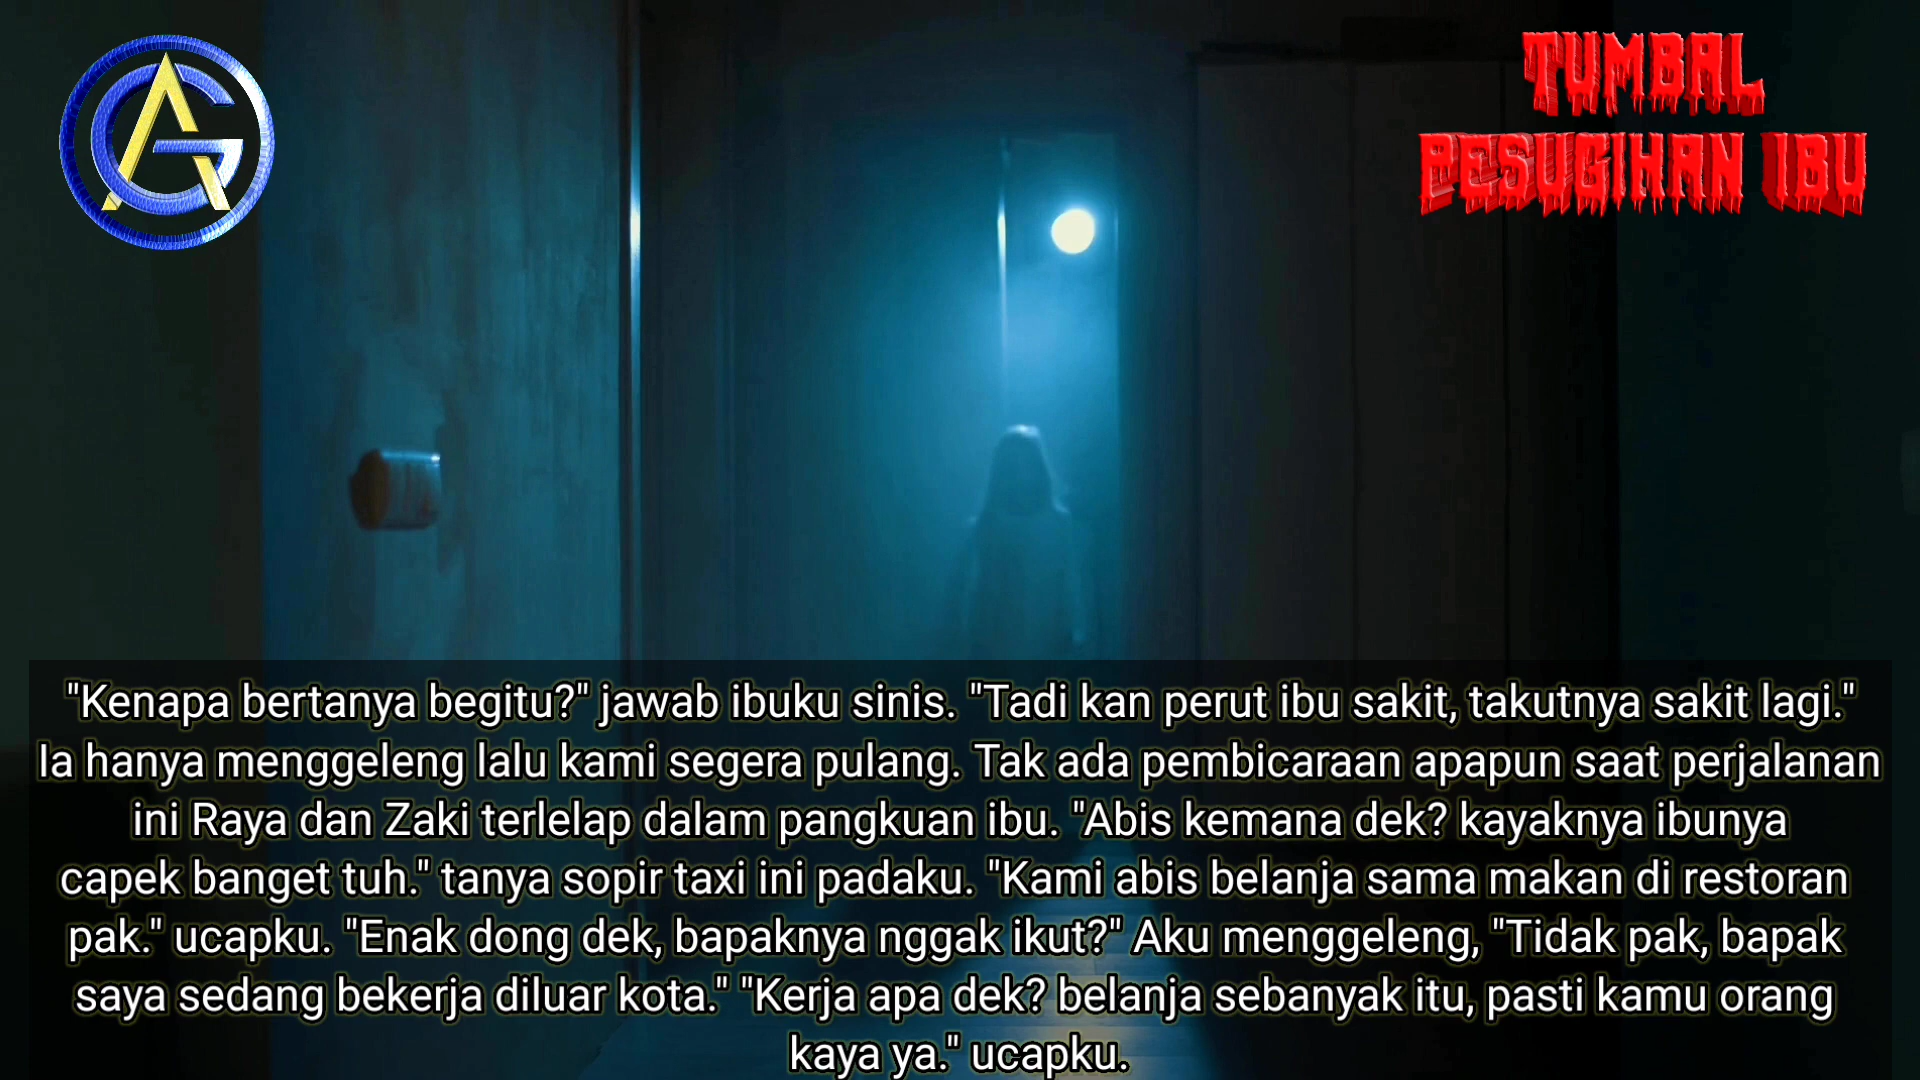 TUMBAL
PESUGIHAN IBU
"Kenapa bertanya begitu?" jawab ibuku sinis. "Tadi kan perut ibu sakit, takutnya sakit lagi."
Ia hanya menggeleng lalu kami segera pulang. Tak ada pembicaraan apapun saat perjalanan
ini Raya dan Zaki terlelap dalam pangkuan ibu. "Abis kemana dek? kayaknya ibunya
capek banget tuh." tanya sopir taxi ini padaku. "Kami abis belanja sama makan di restoran
pak." ucapku. "Enak dong dek, bapaknya nggak ikut?" Aku menggeleng, "Tidak pak, bapak
saya sedang bekerja diluar kota." "Kerja apa dek? belanja sebanyak itu, pasti kamu orang
kaya ya." ucapku.